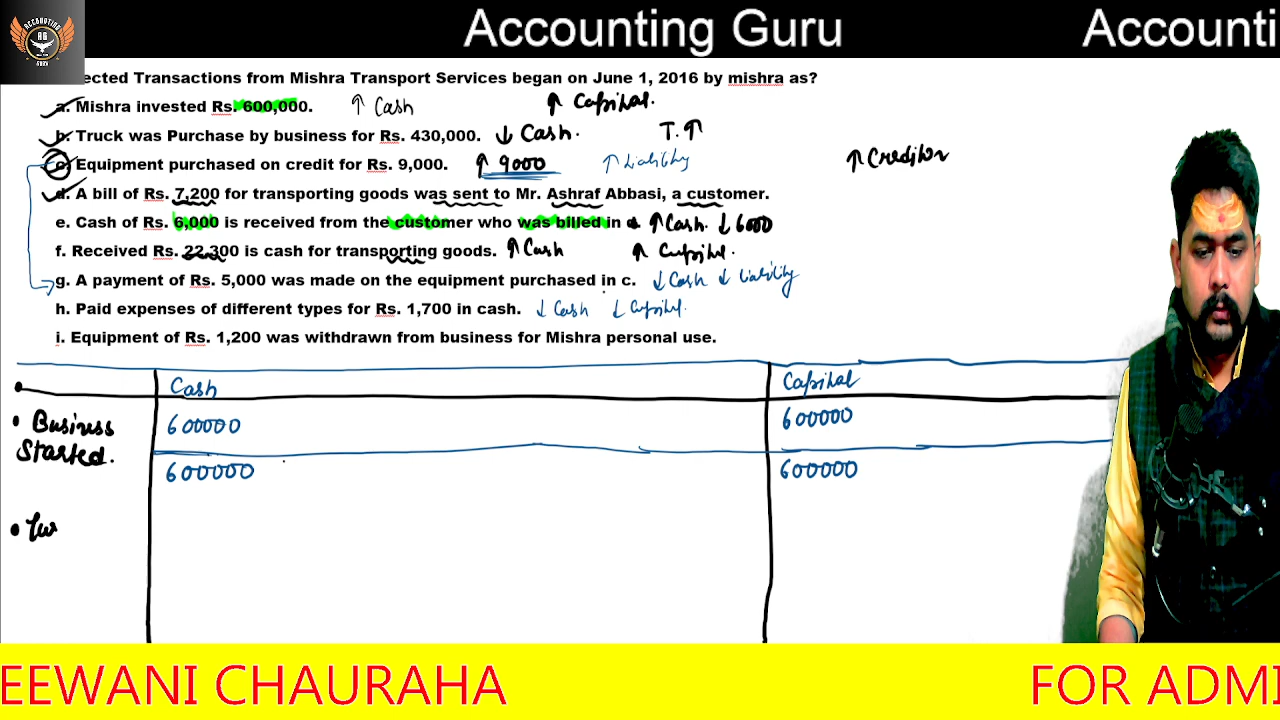 Accounting Guru
Accounti
ACCOUNTING
AG
GURU
ected Transactions from Mishra Transport Services began on June 1, 2016 by mishra as?
a. Mishra invested Rs. 600,000. ↑ Cash ↑ Capital.
b. Truck was Purchase by business for Rs. 430,000. ↓ Cash. T. ↑
c. Equipment purchased on credit for Rs. 9,000. ↑ 9000 ↑ Liability ↑ Creditor
d. A bill of Rs. 7,200 for transporting goods was sent to Mr. Ashraf Abbasi, a customer.
e. Cash of Rs. 6,000 is received from the customer who was billed in ↑ Cash. ↓ 6000
f. Received Rs. 22,300 is cash for transporting goods. ↑ Cash ↑ Capital.
g. A payment of Rs. 5,000 was made on the equipment purchased in c. ↓ Cash ↓ Liability
h. Paid expenses of different types for Rs. 1,700 in cash. ↓ Cash ↓ Capital.
i. Equipment of Rs. 1,200 was withdrawn from business for Mishra personal use.
Cash Capital
• Business 600000 600000
Started.
600000 600000
EEWANI CHAURAHA FOR ADMI